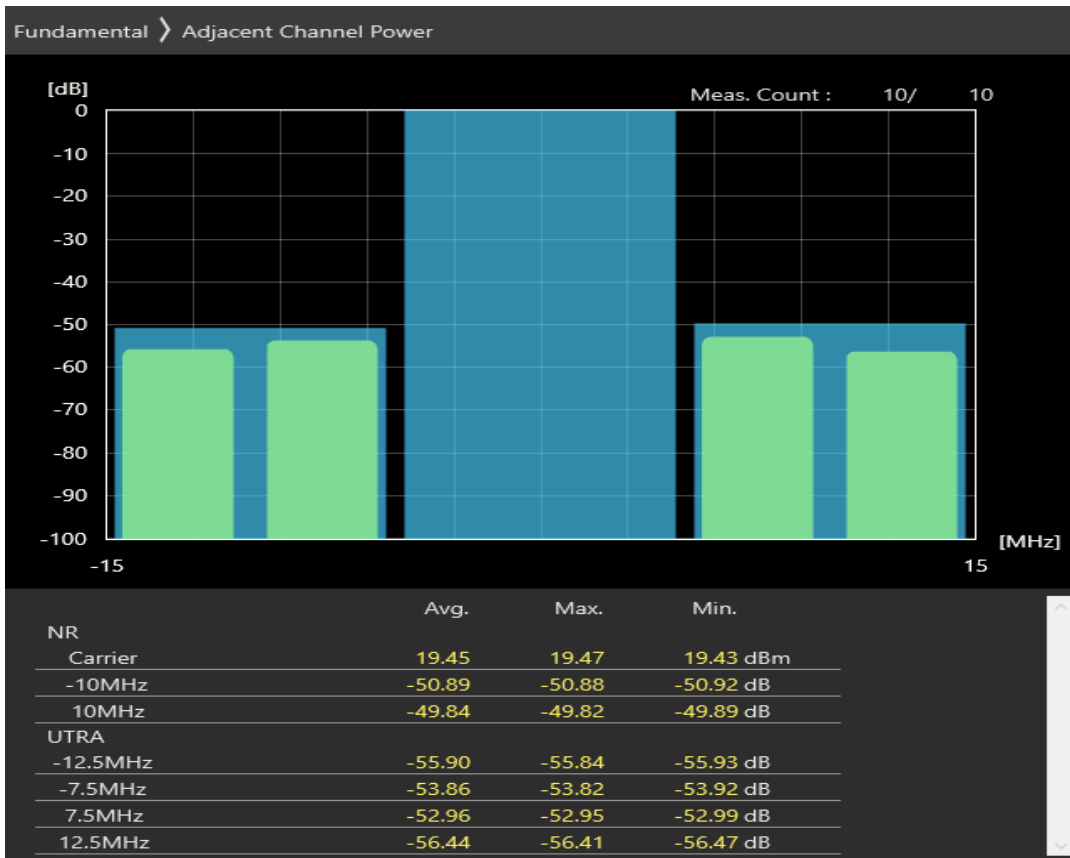 Fundamental 〉 Adjacent Channel Power
[dB]
Meas. Count : 10/ 10
0
-10
-20
-30
-40
-50
-60
-70
-80
-90
-100
[MHz]
-15 15
Avg. Max. Min.
NR
Carrier 19.45 19.47 19.43 dBm
-10MHz -50.89 -50.88 -50.92 dB
10MHz -49.84 -49.82 -49.89 dB
UTRA
-12.5MHz -55.90 -55.84 -55.93 dB
-7.5MHz -53.86 -53.82 -53.92 dB
7.5MHz -52.96 -52.95 -52.99 dB
12.5MHz -56.44 -56.41 -56.47 dB